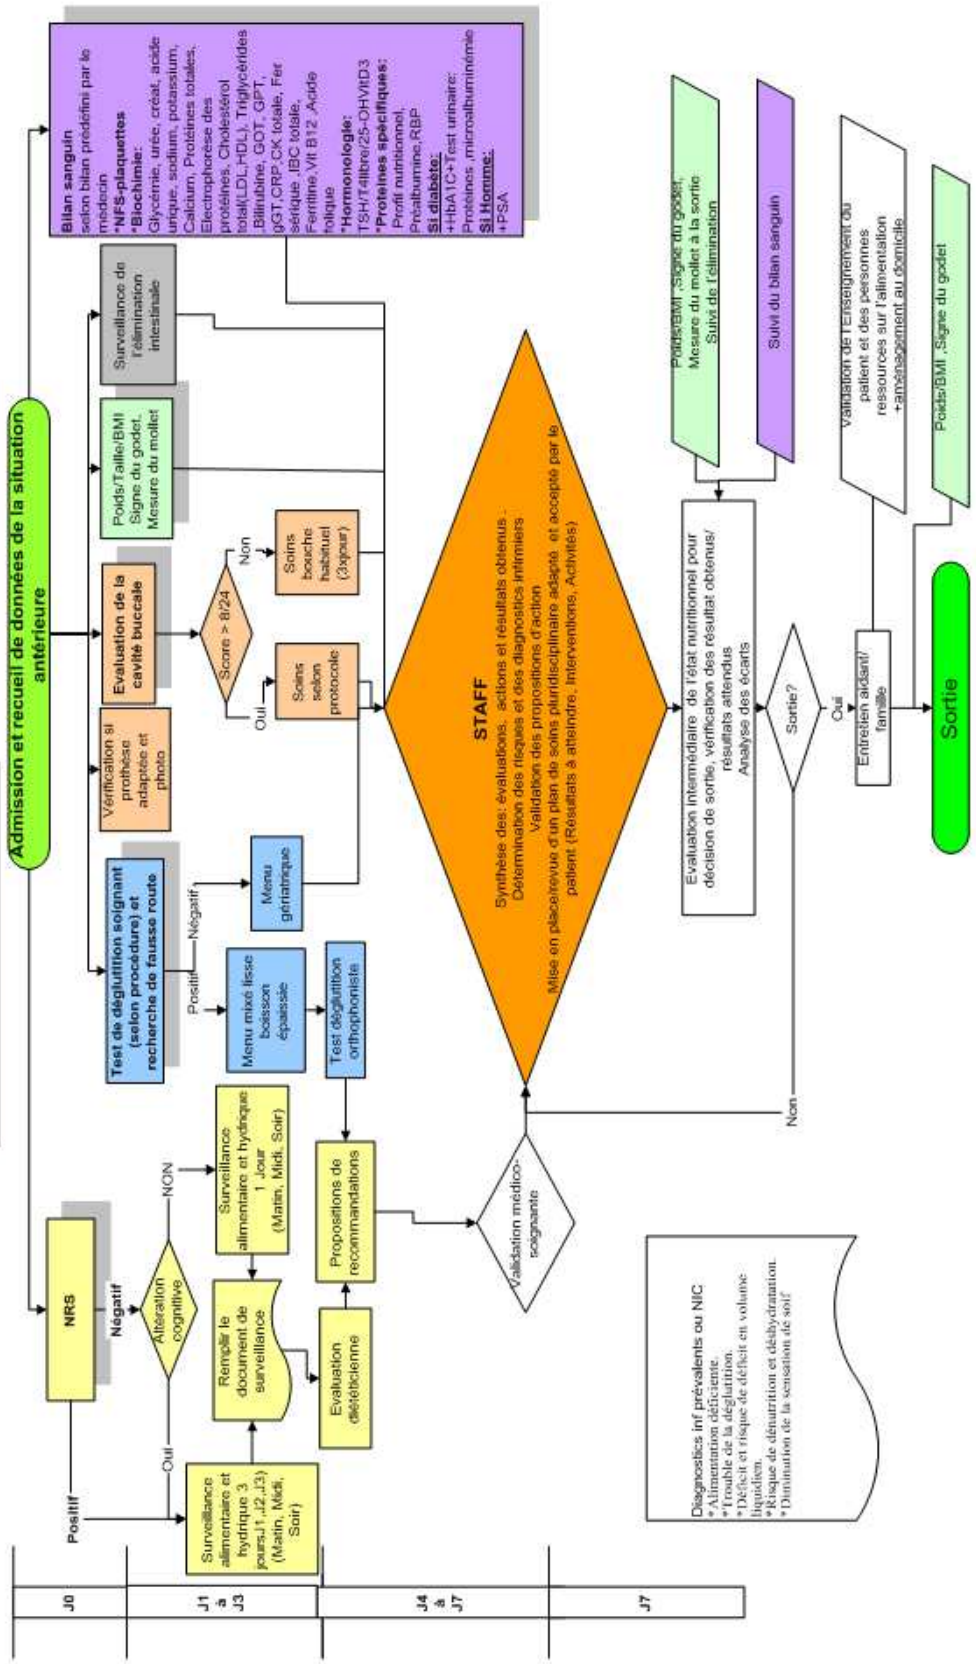 Admission et recueil de données de la situation
antérieure
J0
J1
à
J3
J4
à
J7
J7
NRS
Positif
Négatif
Altération
cognitive
Oui
NON
Surveillance
alimentaire et
hydrique 3
joursJ1,J2,J3)
(Matin, Midi,
Soir)
Remplir le
document de
surveillance
Surveillance
alimentaire et hydrique
1 Jour
(Matin, Midi, Soir)
Evaluation
diététicienne
Propositions de
recommandations
Validation médico-
soignante
Test de déglutition soignant
(selon procédure) et
recherche de fausse route
Positif
Négatif
Menu mixé lisse
boisson
épaissie
Menu
gériatrique
Test déglutition
orthophoniste
Vérification si
prothèse
adaptée et
photo
Evaluation de la
cavité buccale
Score > 8/24
Oui
Non
Soins
selon
protocole
Soins
bouche
habituel
(3xjour)
Poids/Taille/BMI
Signe du godet.
Mesure du mollet
Surveillance de
l'élimination
intestinale
Bilan sanguin
selon bilan prédéfini par le
médecin
*NFS-plaquettes
*Biochimie:
Glycémie, urée, créat, acide
urique, sodium, potassium,
Calcium, Protéines totales,
Electrophorèse des
protéines, Cholestérol
total(LDL,HDL), Triglycérides
,Bilirubine, GOT, GPT,
gGT,CRP,CK totale, Fer
sérique ,IBC totale,
Ferritine,Vit B12 ,Acide
folique
*Hormonologie:
TSH/T4libre/25-OHVitD3
*Protéines spécifiques:
Profil nutritionnel,
Préalbumine,RBP
Si diabète:
+HbA1C+Test urinaire:
Protéines ,microalbuminémie
Si Homme:
+PSA
STAFF
Synthèse des: évaluations, actions et résultats obtenus .
Détermination des risques et des diagnostics infirmiers
Validation des propositions d'action
Mise en place/revue d'un plan de soins pluridisciplinaire adapté et accepté par le
patient (Résultats à atteindre, Interventions, Activités)
Evaluation intermédiaire de l'état nutritionnel pour
décision de sortie, vérification des résultat obtenus/
résultats attendus
Analyse des écarts
Poids/BMI ,Signe du godet,
Mesure du mollet à la sortie
Suivi de l'élimination
Suivi du bilan sanguin
Sortie?
Non
Oui
Entretien aidant/
famille
Validation de l'Enseignement du
patient et des personnes
ressources sur l'alimentation
+aménagement au domicile
Poids/BMI ,Signe du godet
Sortie
Diagnostics inf prévalents ou NIC
*Alimentation déficiente.
*Trouble de la déglutition.
*Déficit et risque de déficit en volume
liquidien.
*Risque de dénutrition et déshydratation.
*Diminution de la sensation de soif